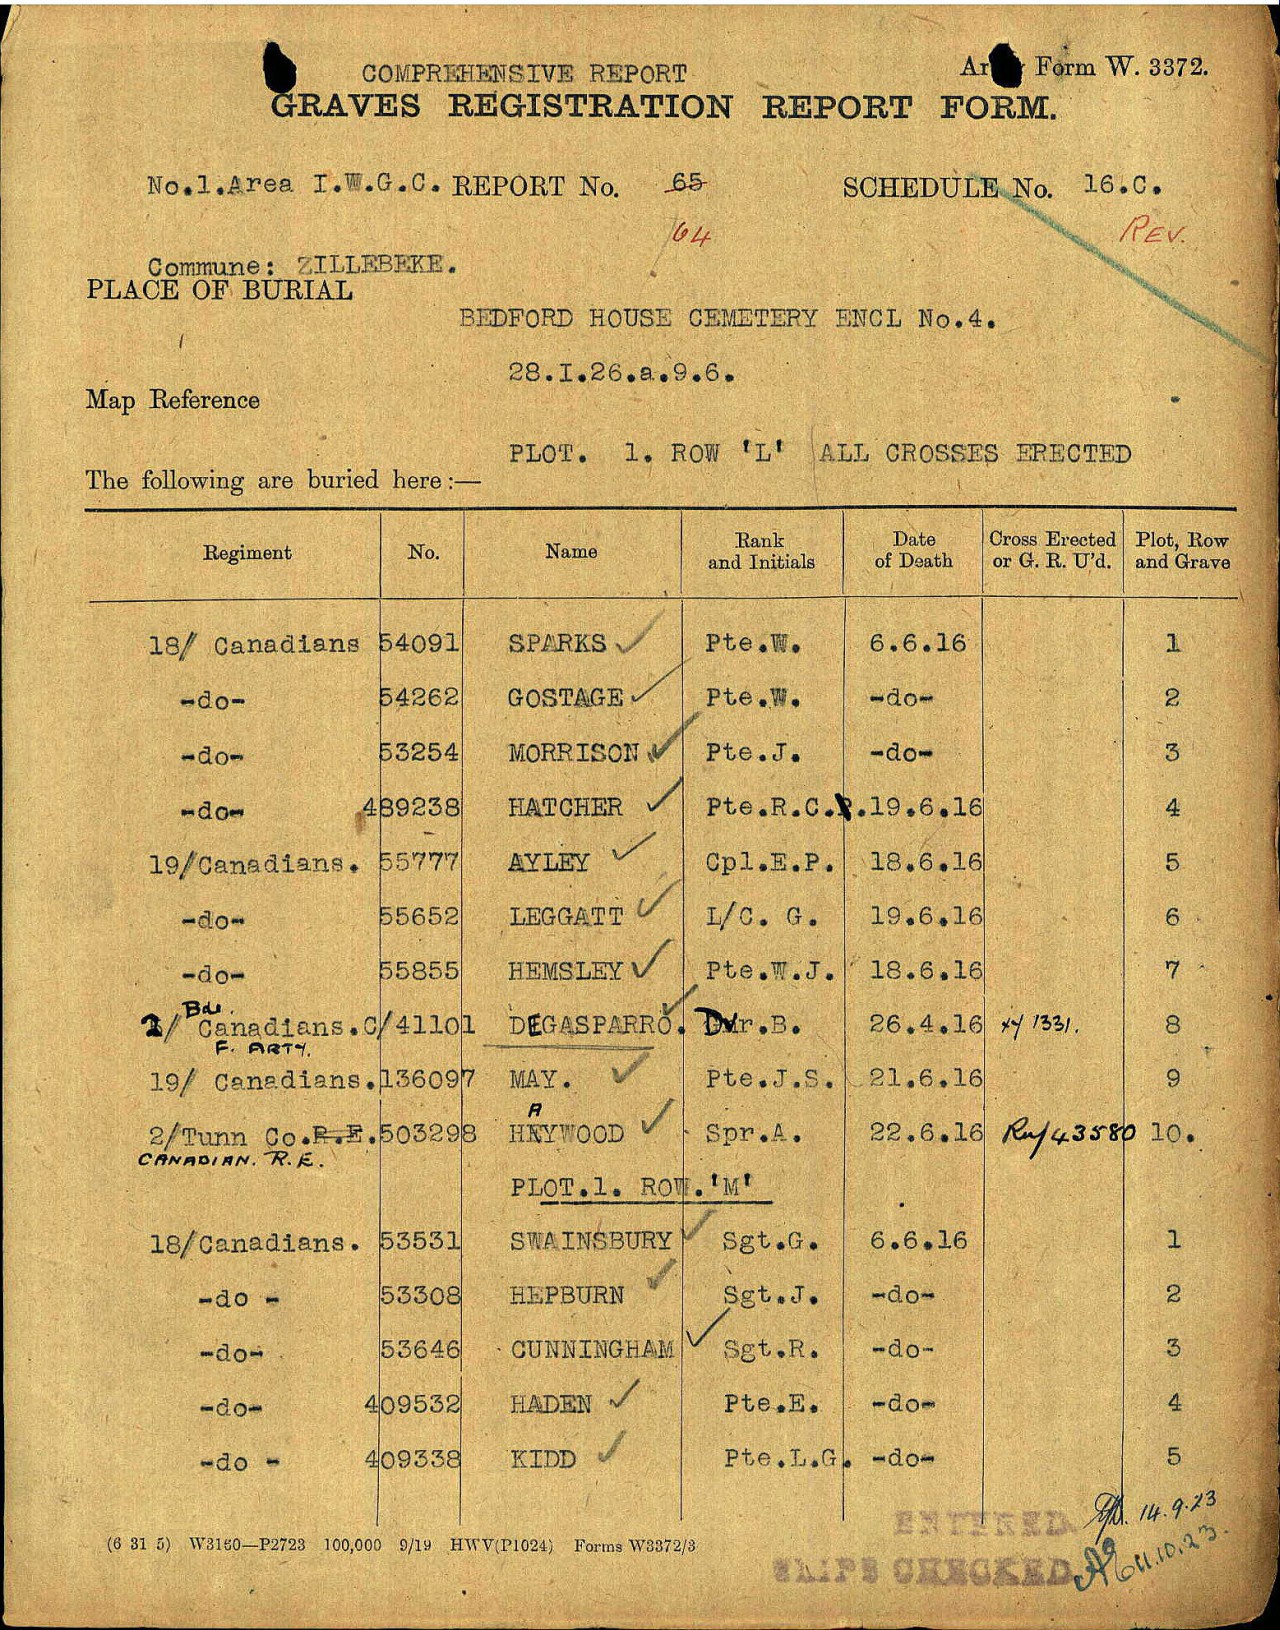 COMPREHENSIVE REPORT
Form W. 3372.
GRAVES REGISTRATION REPORT FORM.
No.1.Area I.W.G.C. REPORT No. 65 SCHEDULE No. 16.C.
64 Rev.
Commune: ZILLEBEKE.
PLACE OF BURIAL
BEDFORD HOUSE CEMETERY ENCL No.4.
28.I.26.a.9.6.
Map Reference
PLOT. 1. ROW 'L' ALL CROSSES ERECTED
The following are buried here:—
Regiment No. Name Rank and Initials Date of Death Cross Erected or G. R. U'd. Plot, Row and Grave
18/ Canadians 54091 SPARKS Pte.W. 6.6.16 1
-do- 54262 GOSTAGE Pte.W. -do- 2
-do- 53254 MORRISON Pte.J. -do- 3
-do- 489238 HATCHER Pte.R.C. 19.6.16 4
19/Canadians. 55777 AYLEY Cpl.E.P. 18.6.16 5
-do- 55652 LEGGATT L/C. G. 19.6.16 6
-do- 55855 HEMSLEY Pte.W.J. 18.6.16 7
Bde.
2/ Canadians. C/41101 DEGASPARRO. Dvr.B. 26.4.16 1331. 8
F. ARTY.
19/ Canadians. 136097 MAY. Pte.J.S. 21.6.16 9
A
2/Tunn Co.R.E. 503298 HEYWOOD Spr.A. 22.6.16 Ref 43580 10.
CANADIAN. R.E.
PLOT.1. ROW.'M'
18/Canadians. 53531 SWAINSBURY Sgt.G. 6.6.16 1
-do - 53308 HEPBURN Sgt.J. -do- 2
-do- 53646 CUNNINGHAM Sgt.R. -do- 3
-do- 409532 HADEN Pte.E. -do- 4
-do - 409338 KIDD Pte.L.G. -do- 5
14.9.23
(6 31 5) W3160—P2723 100,000 9/19 HWV(P1024) Forms W3372/3
ENTERED
SLIPS CHECKED
11.10.23.